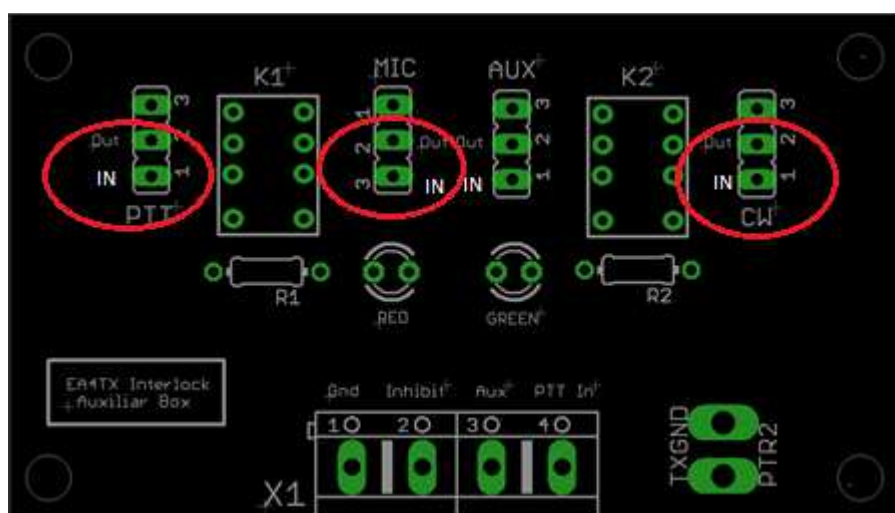 K1 MIC AUX K2
3 1 3 3
Out 2 2 Out Out 2 Out 2
IN 1 3 IN IN 1 IN 1
PTT CW
R1 R2
RED GREEN
EA4TX Interlock
Auxiliar Box
Gnd Inhibit Aux PTT In
1 2 3 4
X1
TXGND
PTR2